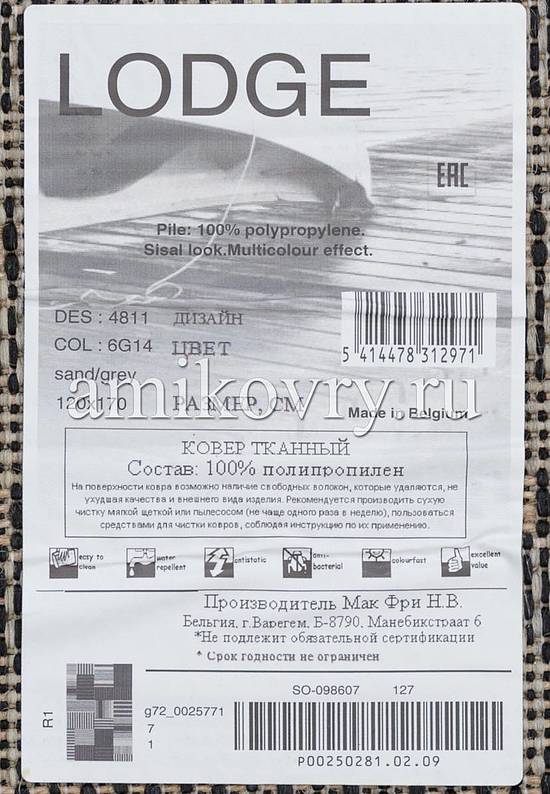 LODGE
EAC
Pile: 100% polypropylene.
Sisal look.Multicolour effect.
DES : 4811 ДИЗАЙН
COL : 6G14 ЦВЕТ
sand/grey
120x170 РАЗМЕР, СМ
5 414478 312971
Made in Belgium
amikovry.ru
КОВЕР ТКАННЫЙ
Состав: 100% полипропилен
На поверхности ковра возможно наличие свободных волокон, которые удаляются, не
ухудшая качества и внешнего вида изделия. Рекомендуется производить сухую
чистку мягкой щеткой или пылесосом (не чаще одного раза в неделю), пользоваться
средствами для чистки ковров, соблюдая инструкцию по их применению.
easy to clean
water repellent
antistatic
anti-bacterial
colourfast
excellent value
Производитель Мак Фри Н.В.
Бельгия, г.Варегем, Б-8790, Манебикстраат 6
*Не подлежит обязательной сертификации
* Срок годности не ограничен
R1
g72_0025771
7
1
SO-098607 127
P00250281.02.09